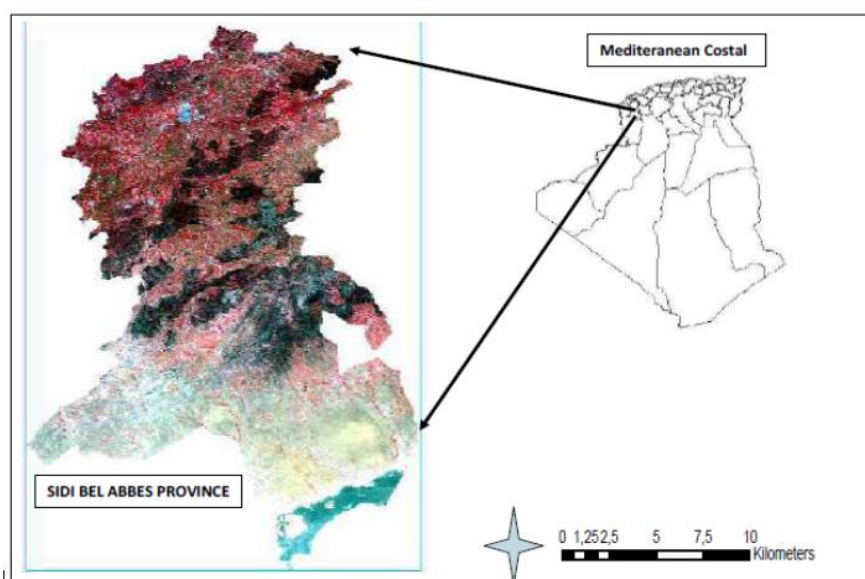 Mediteranean Costal
SIDI BEL ABBES PROVINCE
0 1,25 2,5 5 7,5 10
Kilometers